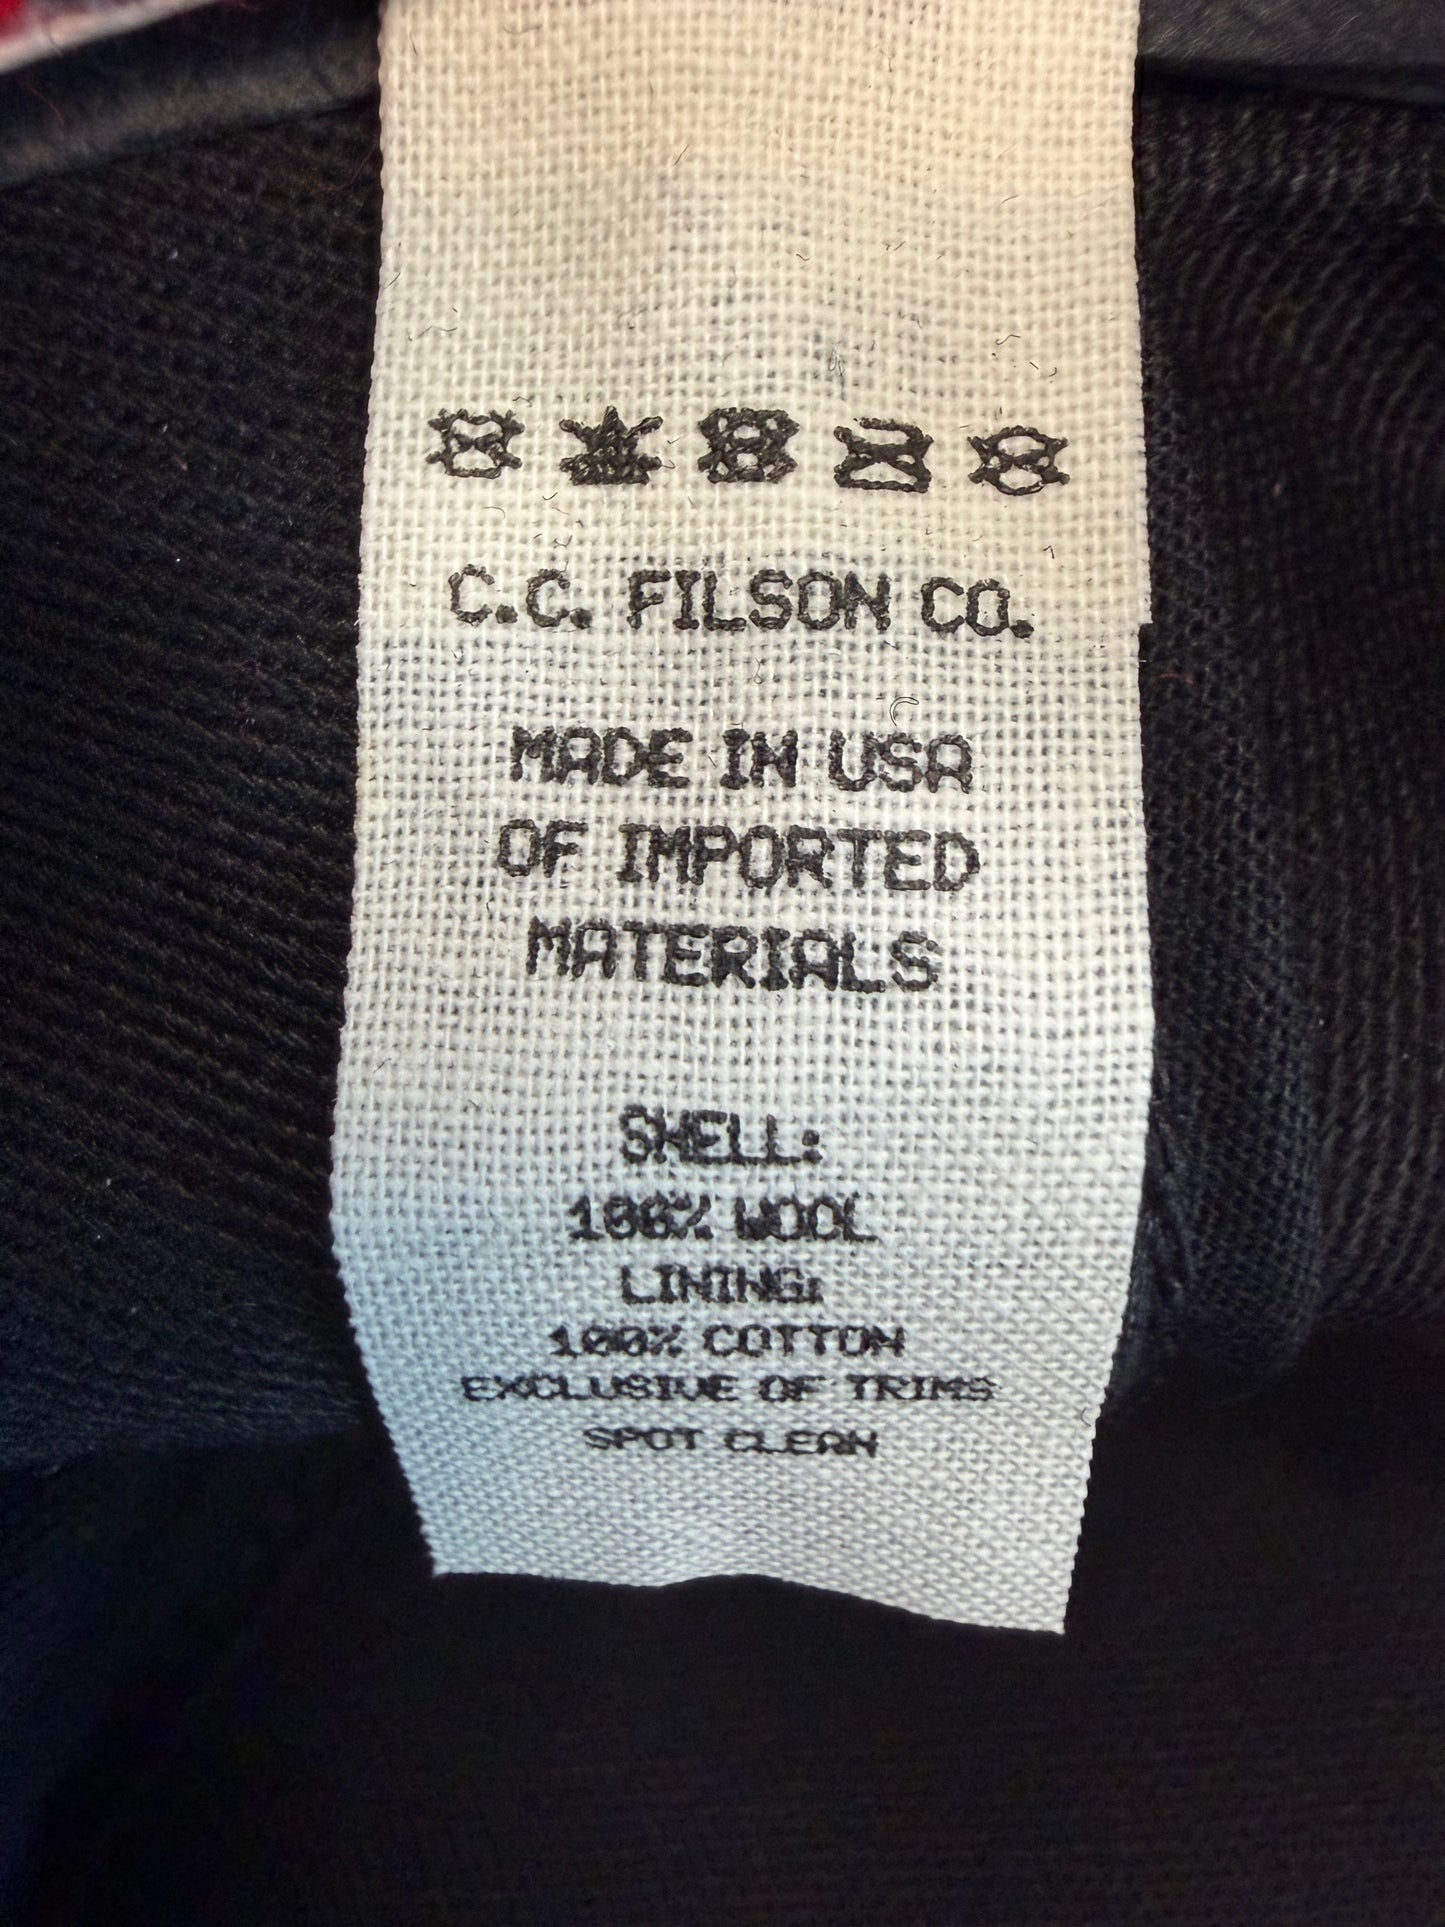 C.C. FILSON CO.
MADE IN USA
OF IMPORTED
MATERIALS
SHELL:
100% WOOL
LINING:
100% COTTON
EXCLUSIVE OF TRIMS
SPOT CLEAN